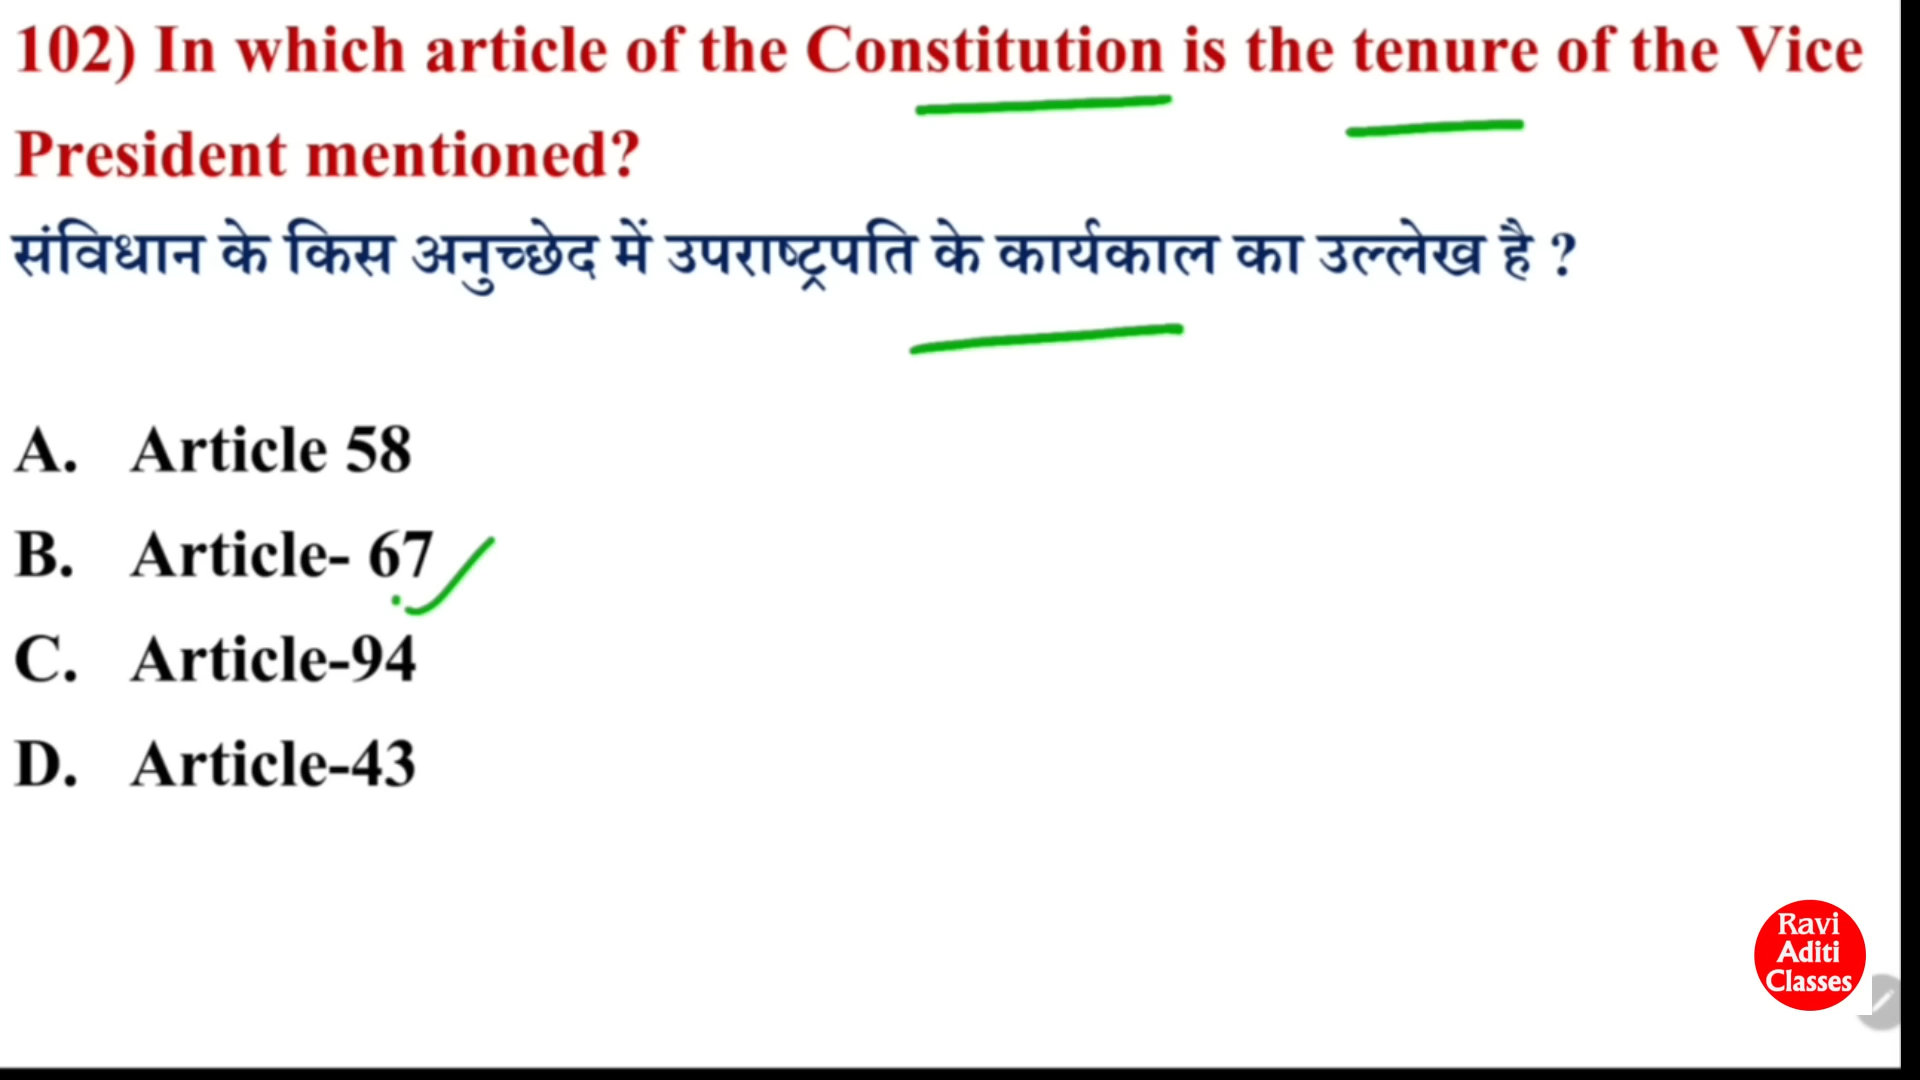 102) In which article of the Constitution is the tenure of the Vice
President mentioned?
संविधान के किस अनुच्छेद में उपराष्ट्रपति के कार्यकाल का उल्लेख है ?
A. Article 58
B. Article- 67
C. Article-94
D. Article-43
Ravi
Aditi
Classes